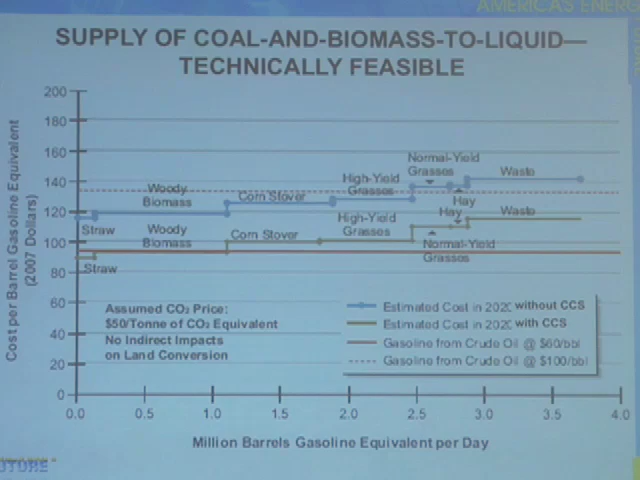 AMERICA'S ENERG
SUPPLY OF COAL-AND-BIOMASS-TO-LIQUID—
TECHNICALLY FEASIBLE
Cost per Barrel Gasoline Equivalent
(2007 Dollars)
200
180
160
140
120
100
80
60
40
20
0
Normal-Yield
Grasses
High-Yield
Grasses
Waste
Woody
Biomass
Corn Stover
Hay
Straw
Hay
Waste
High-Yield
Grasses
Woody
Biomass
Corn Stover
Normal-Yield
Grasses
Straw
Assumed CO₂ Price:
$50/Tonne of CO₂ Equivalent
No Indirect Impacts
on Land Conversion
Estimated Cost in 2020 without CCS
Estimated Cost in 2020 with CCS
Gasoline from Crude Oil @ $60/bbl
Gasoline from Crude Oil @ $100/bbl
0.0 0.5 1.0 1.5 2.0 2.5 3.0 3.5 4.0
Million Barrels Gasoline Equivalent per Day